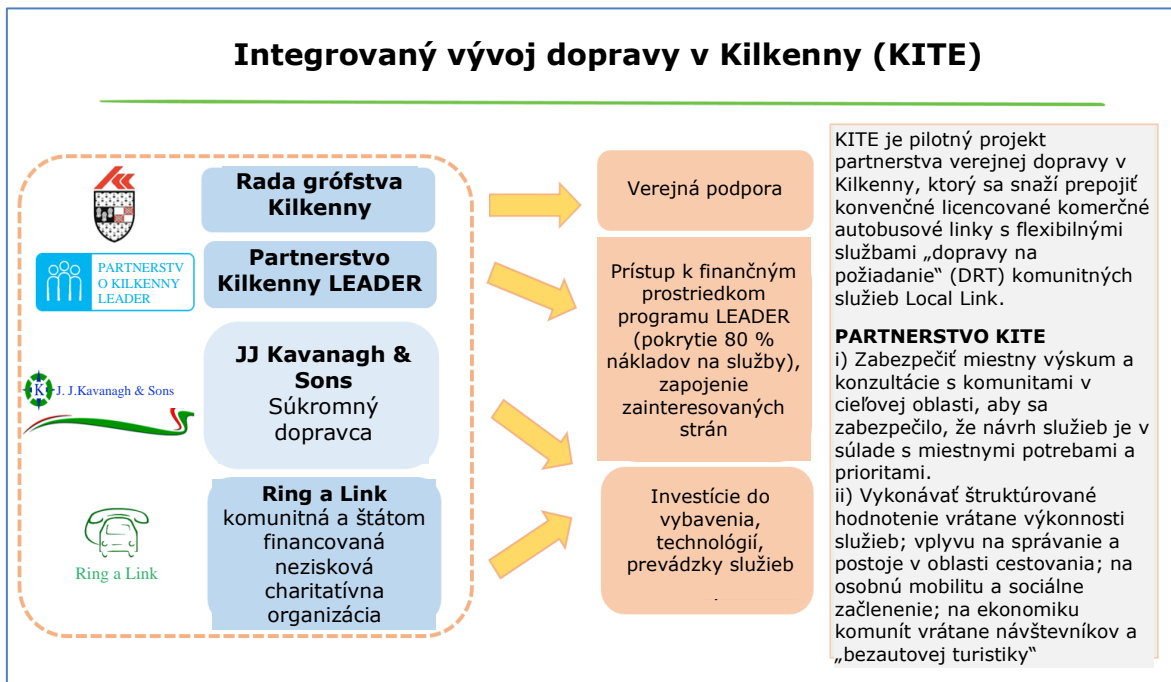 Integrovaný vývoj dopravy v Kilkenny (KITE)
Rada grófstva
Kilkenny
PARTNERSTV
O KILKENNY
LEADER
Partnerstvo
Kilkenny LEADER
K
J. J.Kavanagh & Sons
JJ Kavanagh &
Sons
Súkromný
dopravca
Ring a Link
Ring a Link
komunitná a štátom
financovaná
nezisková
charitatívna
organizácia
Verejná podpora
Prístup k finančným
prostriedkom
programu LEADER
(pokrytie 80 %
nákladov na služby),
zapojenie
zainteresovaných
strán
Investície do
vybavenia,
technológií,
prevádzky služieb
.
KITE je pilotný projekt
partnerstva verejnej dopravy v
Kilkenny, ktorý sa snaží prepojiť
konvenčné licencované komerčné
autobusové linky s flexibilnými
službami „dopravy na
požiadanie“ (DRT) komunitných
služieb Local Link.
PARTNERSTVO KITE
i) Zabezpečiť miestny výskum a
konzultácie s komunitami v
cieľovej oblasti, aby sa
zabezpečilo, že návrh služieb je v
súlade s miestnymi potrebami a
prioritami.
ii) Vykonávať štruktúrované
hodnotenie vrátane výkonnosti
služieb; vplyvu na správanie a
postoje v oblasti cestovania; na
osobnú mobilitu a sociálne
začlenenie; na ekonomiku
komunít vrátane návštevníkov a
„bezautovej turistiky“